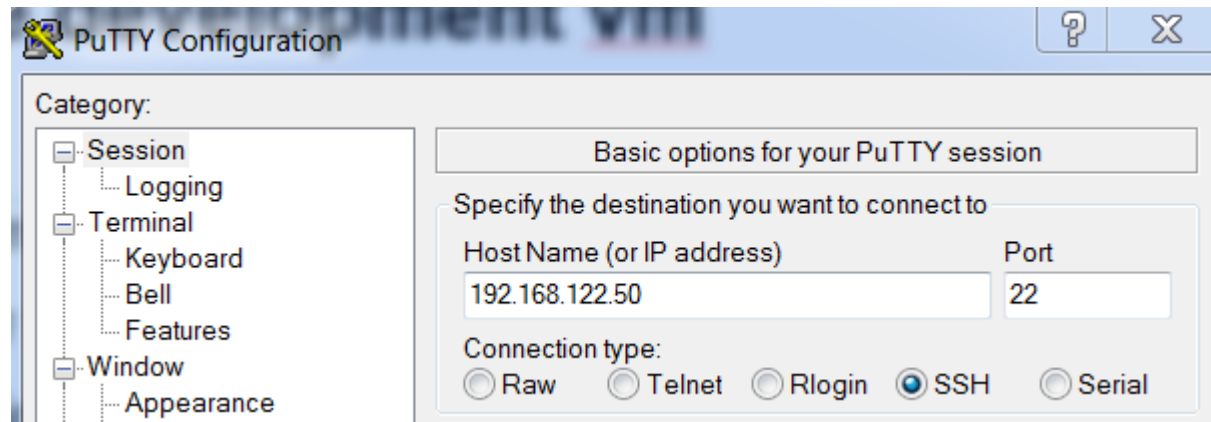 development vm
PuTTY Configuration
Category:
Session
Logging
Terminal
Keyboard
Bell
Features
Window
Appearance
Basic options for your PuTTY session
Specify the destination you want to connect to
Host Name (or IP address) Port
192.168.122.50 22
Connection type:
Raw Telnet Rlogin SSH Serial